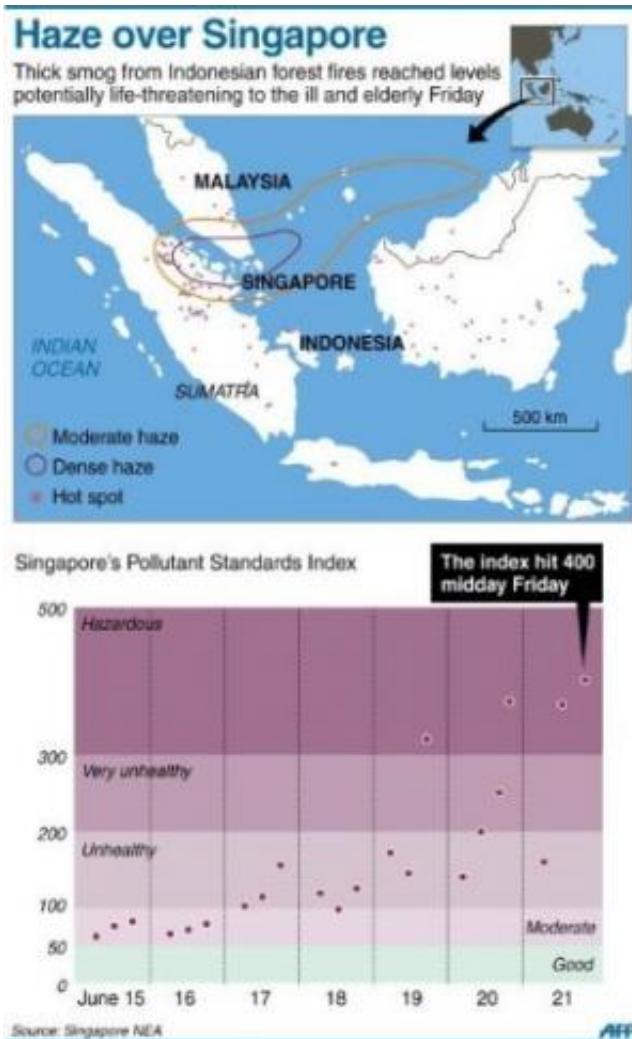 Haze over Singapore
Thick smog from Indonesian forest fires reached levels
potentially life-threatening to the ill and elderly Friday
MALAYSIA
SINGAPORE
INDONESIA
INDIAN
OCEAN
SUMATRA
500 km
Moderate haze
Dense haze
Hot spot
Singapore's Pollutant Standards Index
The index hit 400
midday Friday
500
Hazardous
300
Very unhealthy
200
Unhealthy
100
Moderate
50
Good
0
June 15 16 17 18 19 20 21
Source: Singapore NEA
AFP